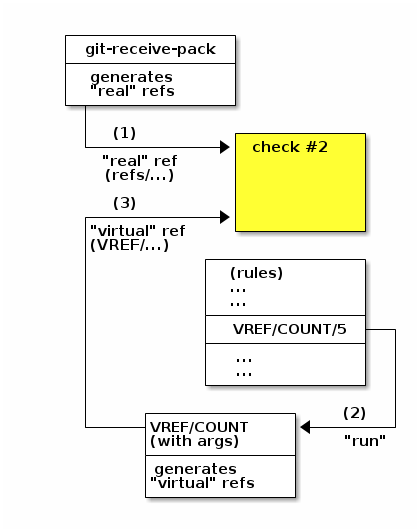 git-receive-pack
generates
"real" refs
(1)
"real" ref
(refs/...)
check #2
(3)
"virtual" ref
(VREF/...)
(rules)
...
...
VREF/COUNT/5
...
...
(2)
"run"
VREF/COUNT
(with args)
generates
"virtual" refs